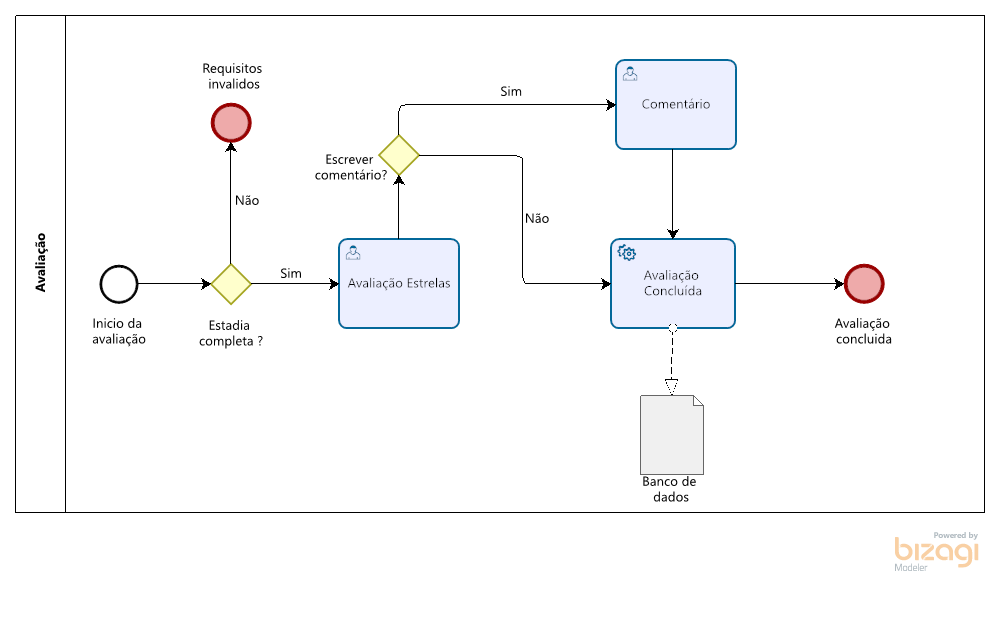 Avaliação
Inicio da
avaliação
Estadia
completa ?
Não
Requisitos
invalidos
Sim
Avaliação Estrelas
Escrever
comentário?
Sim
Comentário
Não
Avaliação
Concluída
Avaliação
concluida
Banco de
dados
Powered by
bizagi
Modeler